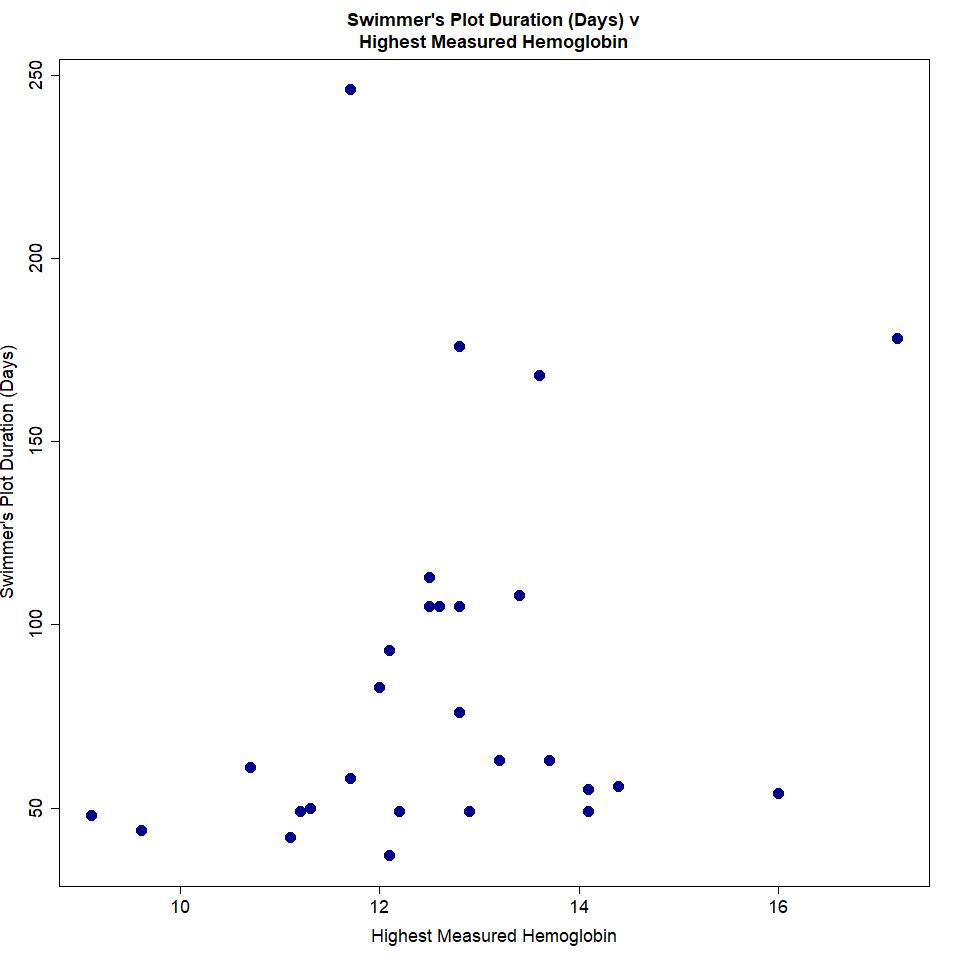 Swimmer's Plot Duration (Days) v
Highest Measured Hemoglobin
Swimmer's Plot Duration (Days)
250
200
150
100
50
10
12
14
16
Highest Measured Hemoglobin